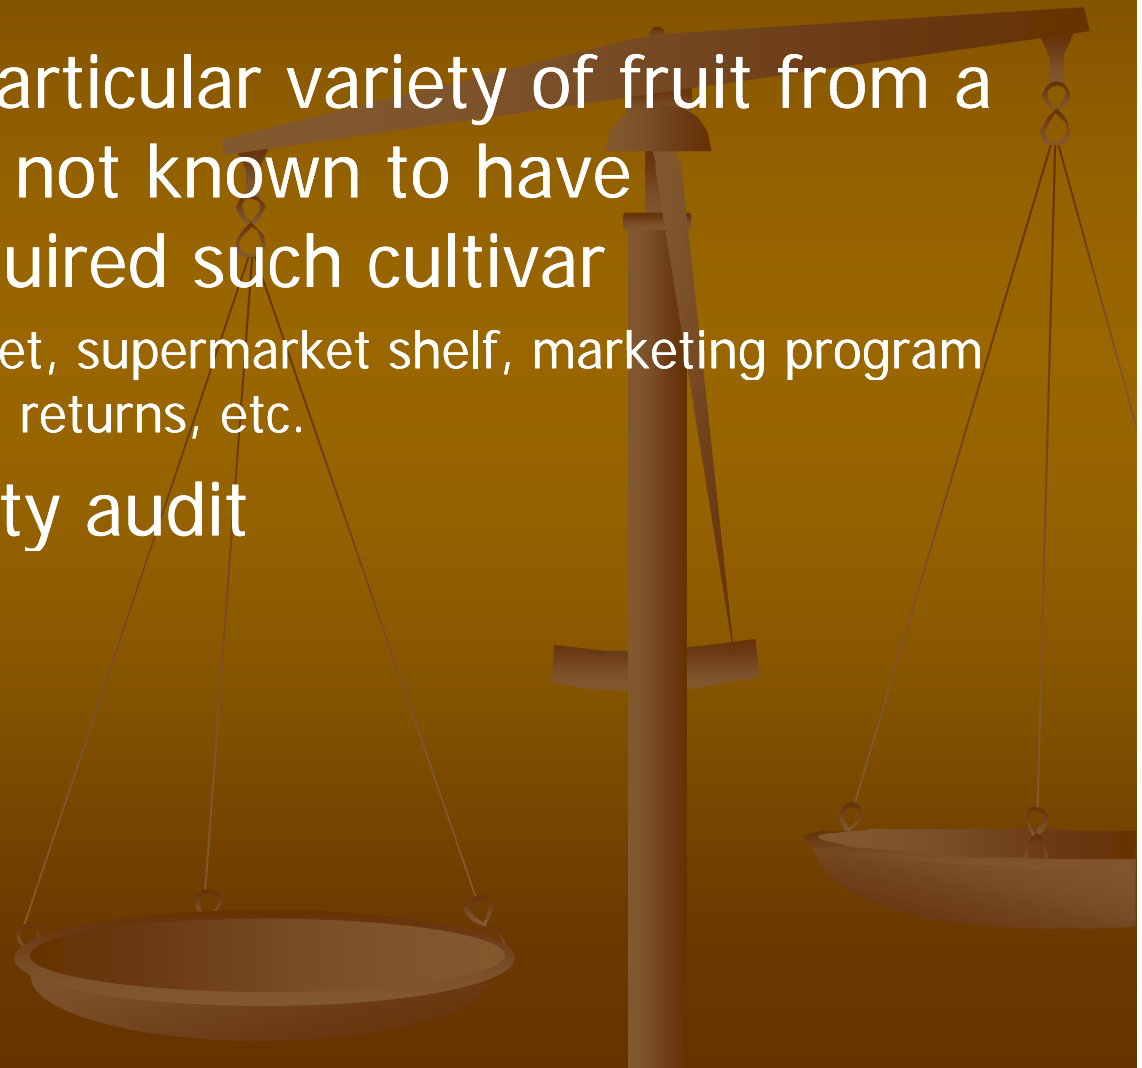 articular variety of fruit from a
not known to have
uired such cultivar
et, supermarket shelf, marketing program
returns, etc.
ty audit